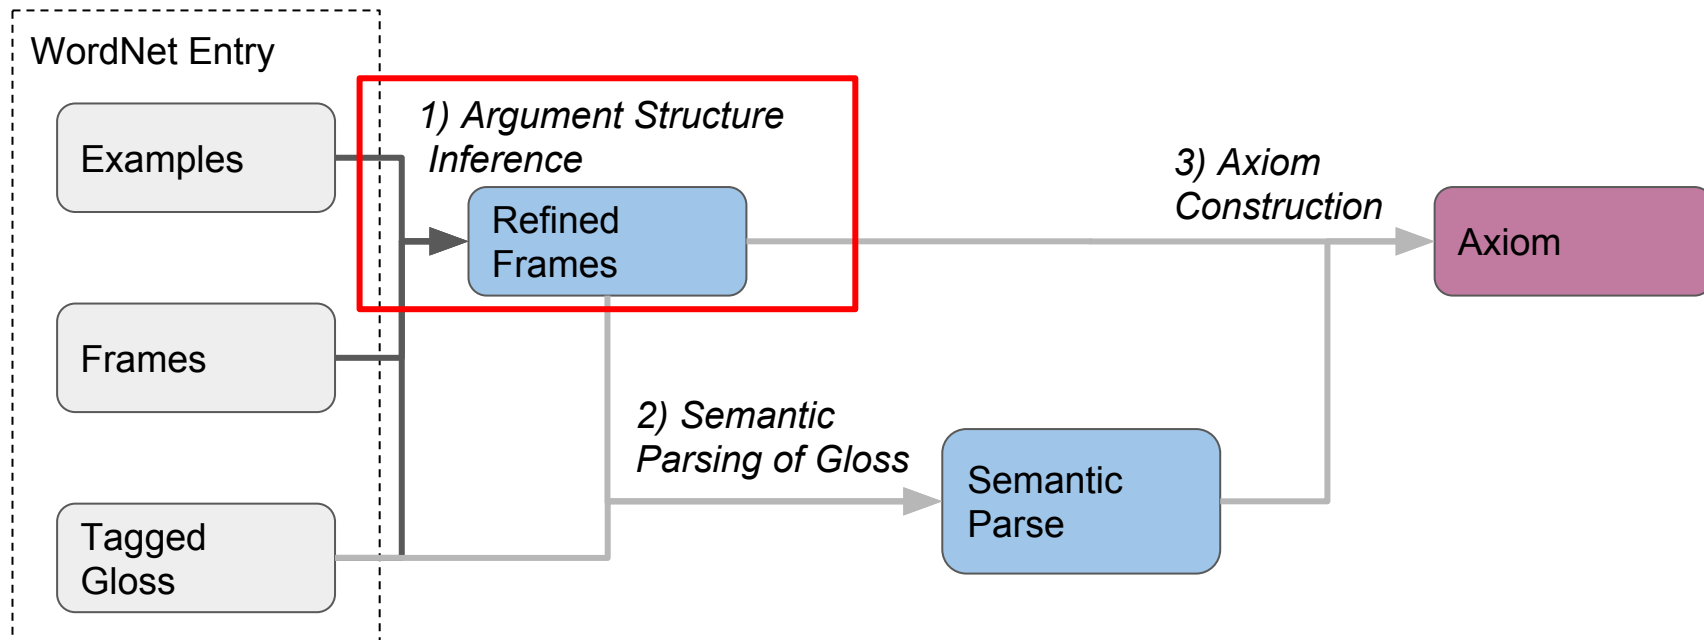 WordNet Entry
Examples
Frames
Tagged
Gloss
1) Argument Structure
Inference
Refined
Frames
2) Semantic
Parsing of Gloss
Semantic
Parse
3) Axiom
Construction
Axiom